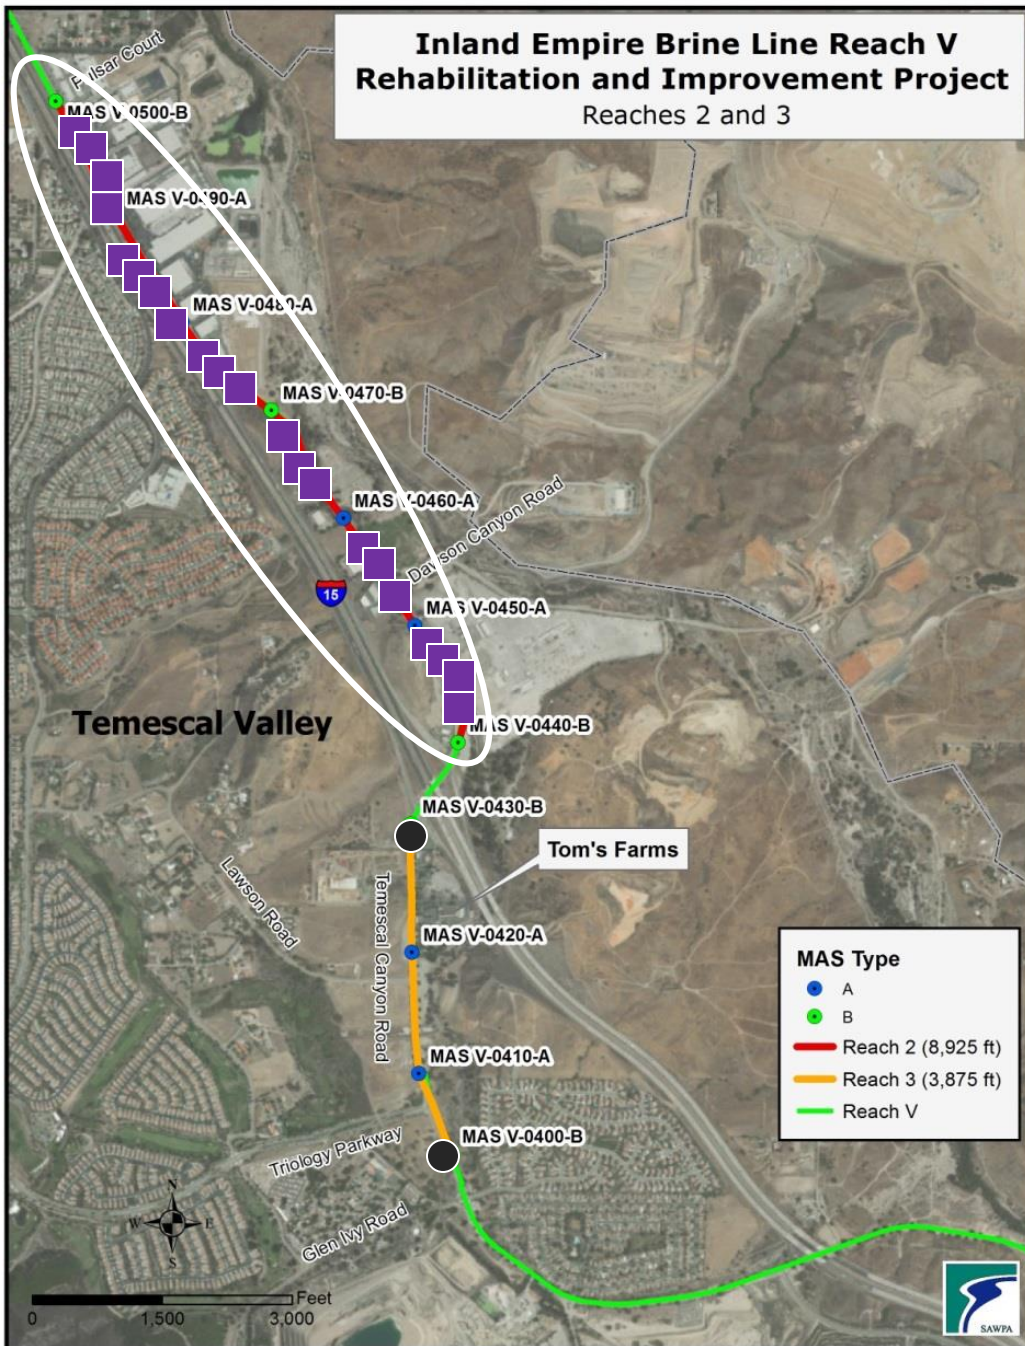 Inland Empire Brine Line Reach V
Rehabilitation and Improvement Project
Reaches 2 and 3
Pulsar Court
MAS V-0500-B
MAS V-0490-A
MAS V-0480-A
MAS V-0470-B
MAS V-0460-A
Dawson Canyon Road
15
MAS V-0450-A
Temescal Valley
MAS V-0440-B
MAS V-0430-B
Tom's Farms
Lawson Road
Temescal Canyon Road
MAS V-0420-A
MAS V-0410-A
MAS V-0400-B
Triology Parkway
Glen Ivy Road
MAS Type
A
B
Reach 2 (8,925 ft)
Reach 3 (3,875 ft)
Reach V
N
W E
S
Feet
0 1,500 3,000
SAWPA